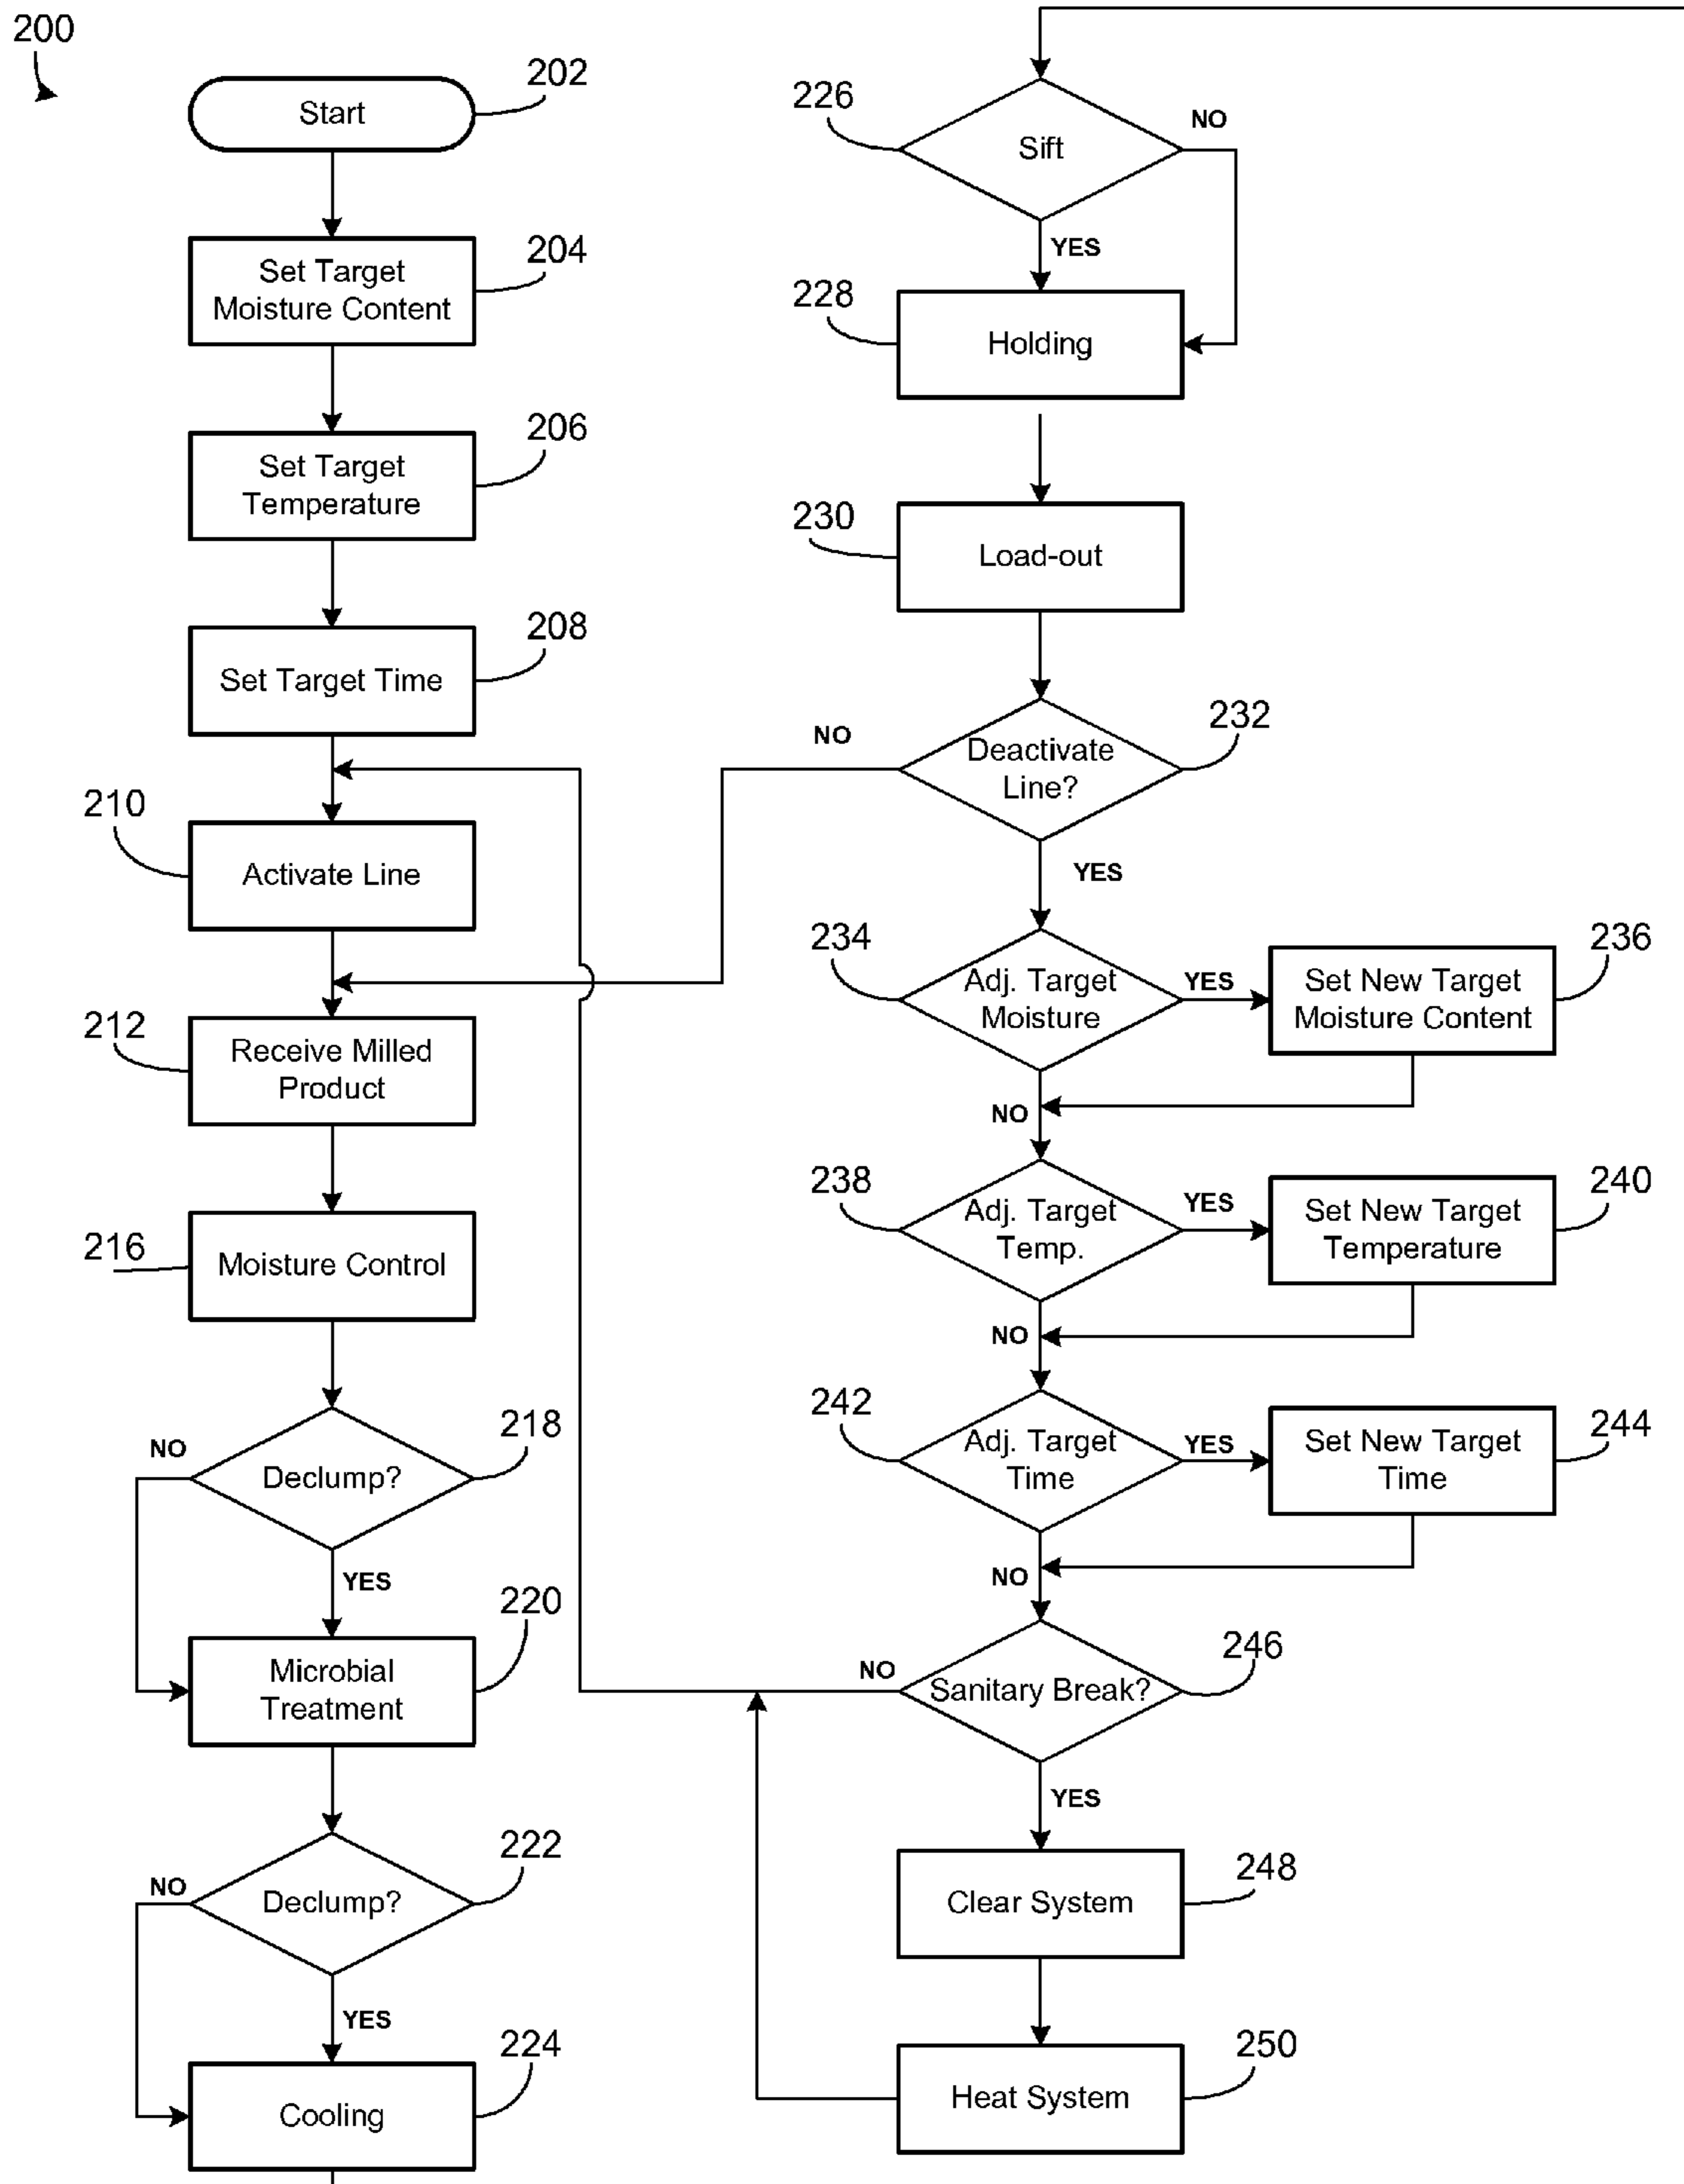 200
Start
202
Set Target
Moisture Content
204
Set Target
Temperature
206
Set Target Time
208
210
Activate Line
212
Receive Milled
Product
216
Moisture Control
218
NO
Declump?
YES
220
Microbial
Treatment
222
NO
Declump?
YES
224
Cooling
226
Sift
NO
YES
228
Holding
230
Load-out
232
NO
Deactivate
Line?
YES
234
Adj. Target
Moisture
YES
236
Set New Target
Moisture Content
NO
238
Adj. Target
Temp.
YES
240
Set New Target
Temperature
NO
242
Adj. Target
Time
YES
244
Set New Target
Time
NO
246
NO
Sanitary Break?
YES
248
Clear System
250
Heat System